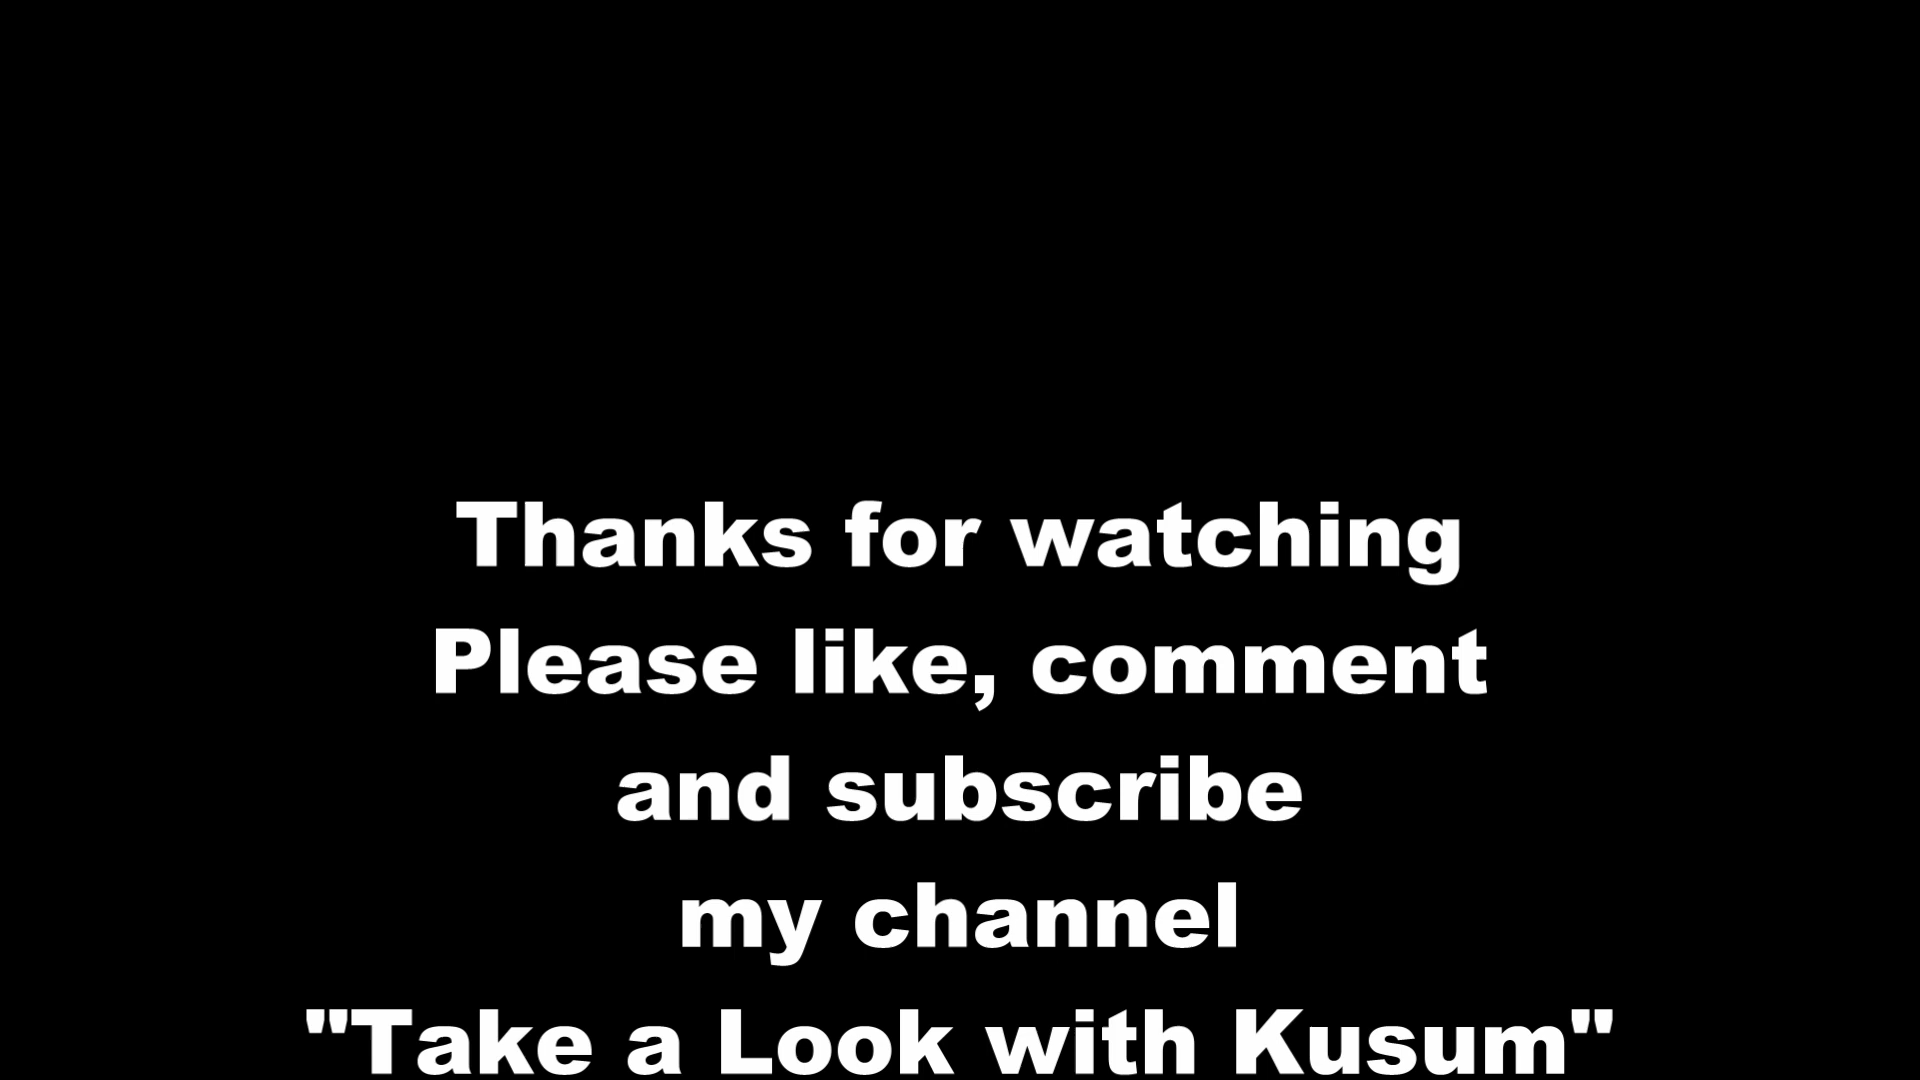 Thanks for watching
Please like, comment
and subscribe
my channel
"Take a Look with Kusum"